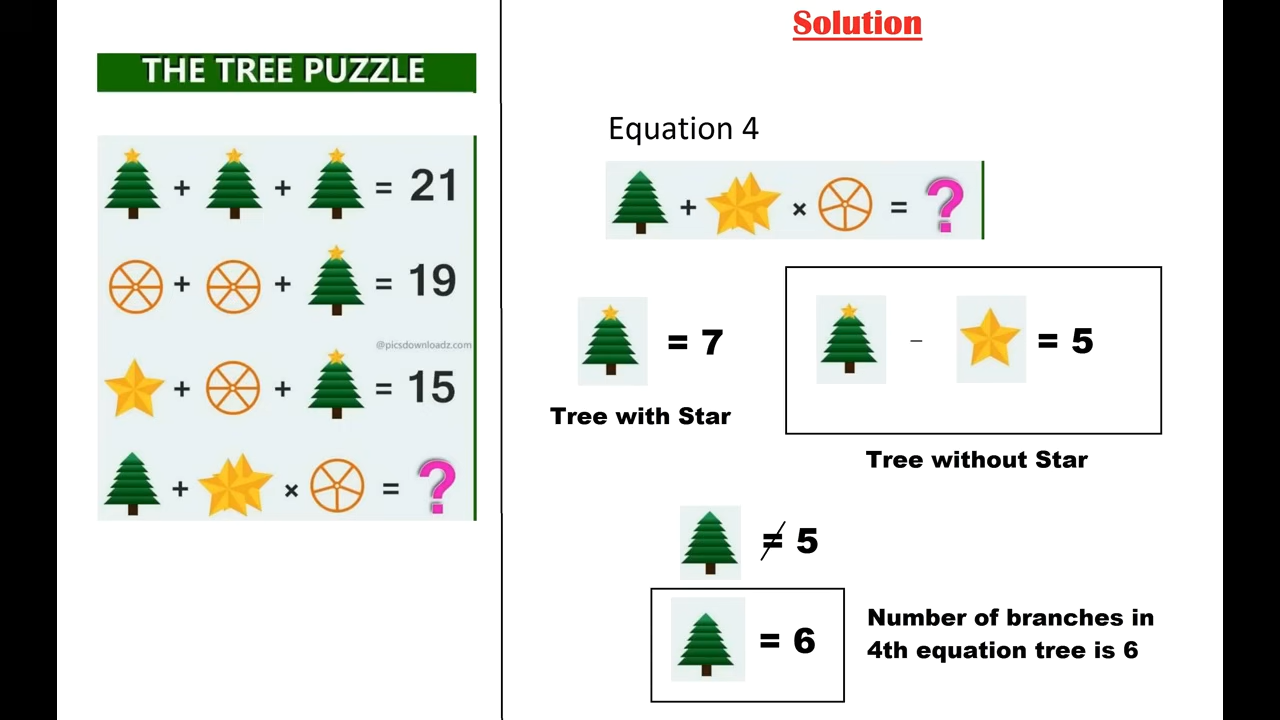 THE TREE PUZZLE
+ + = 21
+ + = 19
@picsdownloadz.com
+ + = 15
+ × = ?
Solution
Equation 4
+ × = ?
= 7
Tree with Star
– = 5
Tree without Star
≠ 5
= 6
Number of branches in
4th equation tree is 6